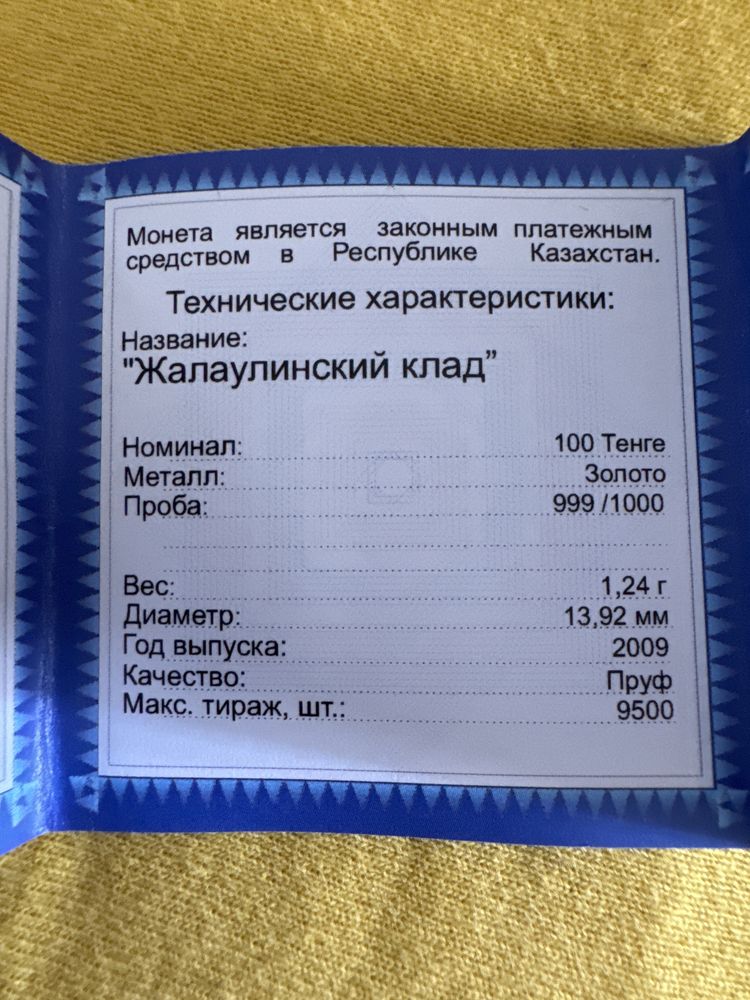 Монета является законным платежным
средством в Республике Казахстан.
Технические характеристики:
Название:
"Жалаулинский клад”
Номинал: 100 Тенге
Металл: Золото
Проба: 999 /1000
Вес: 1,24 г
Диаметр: 13,92 мм
Год выпуска: 2009
Качество: Пруф
Макс. тираж, шт.: 9500